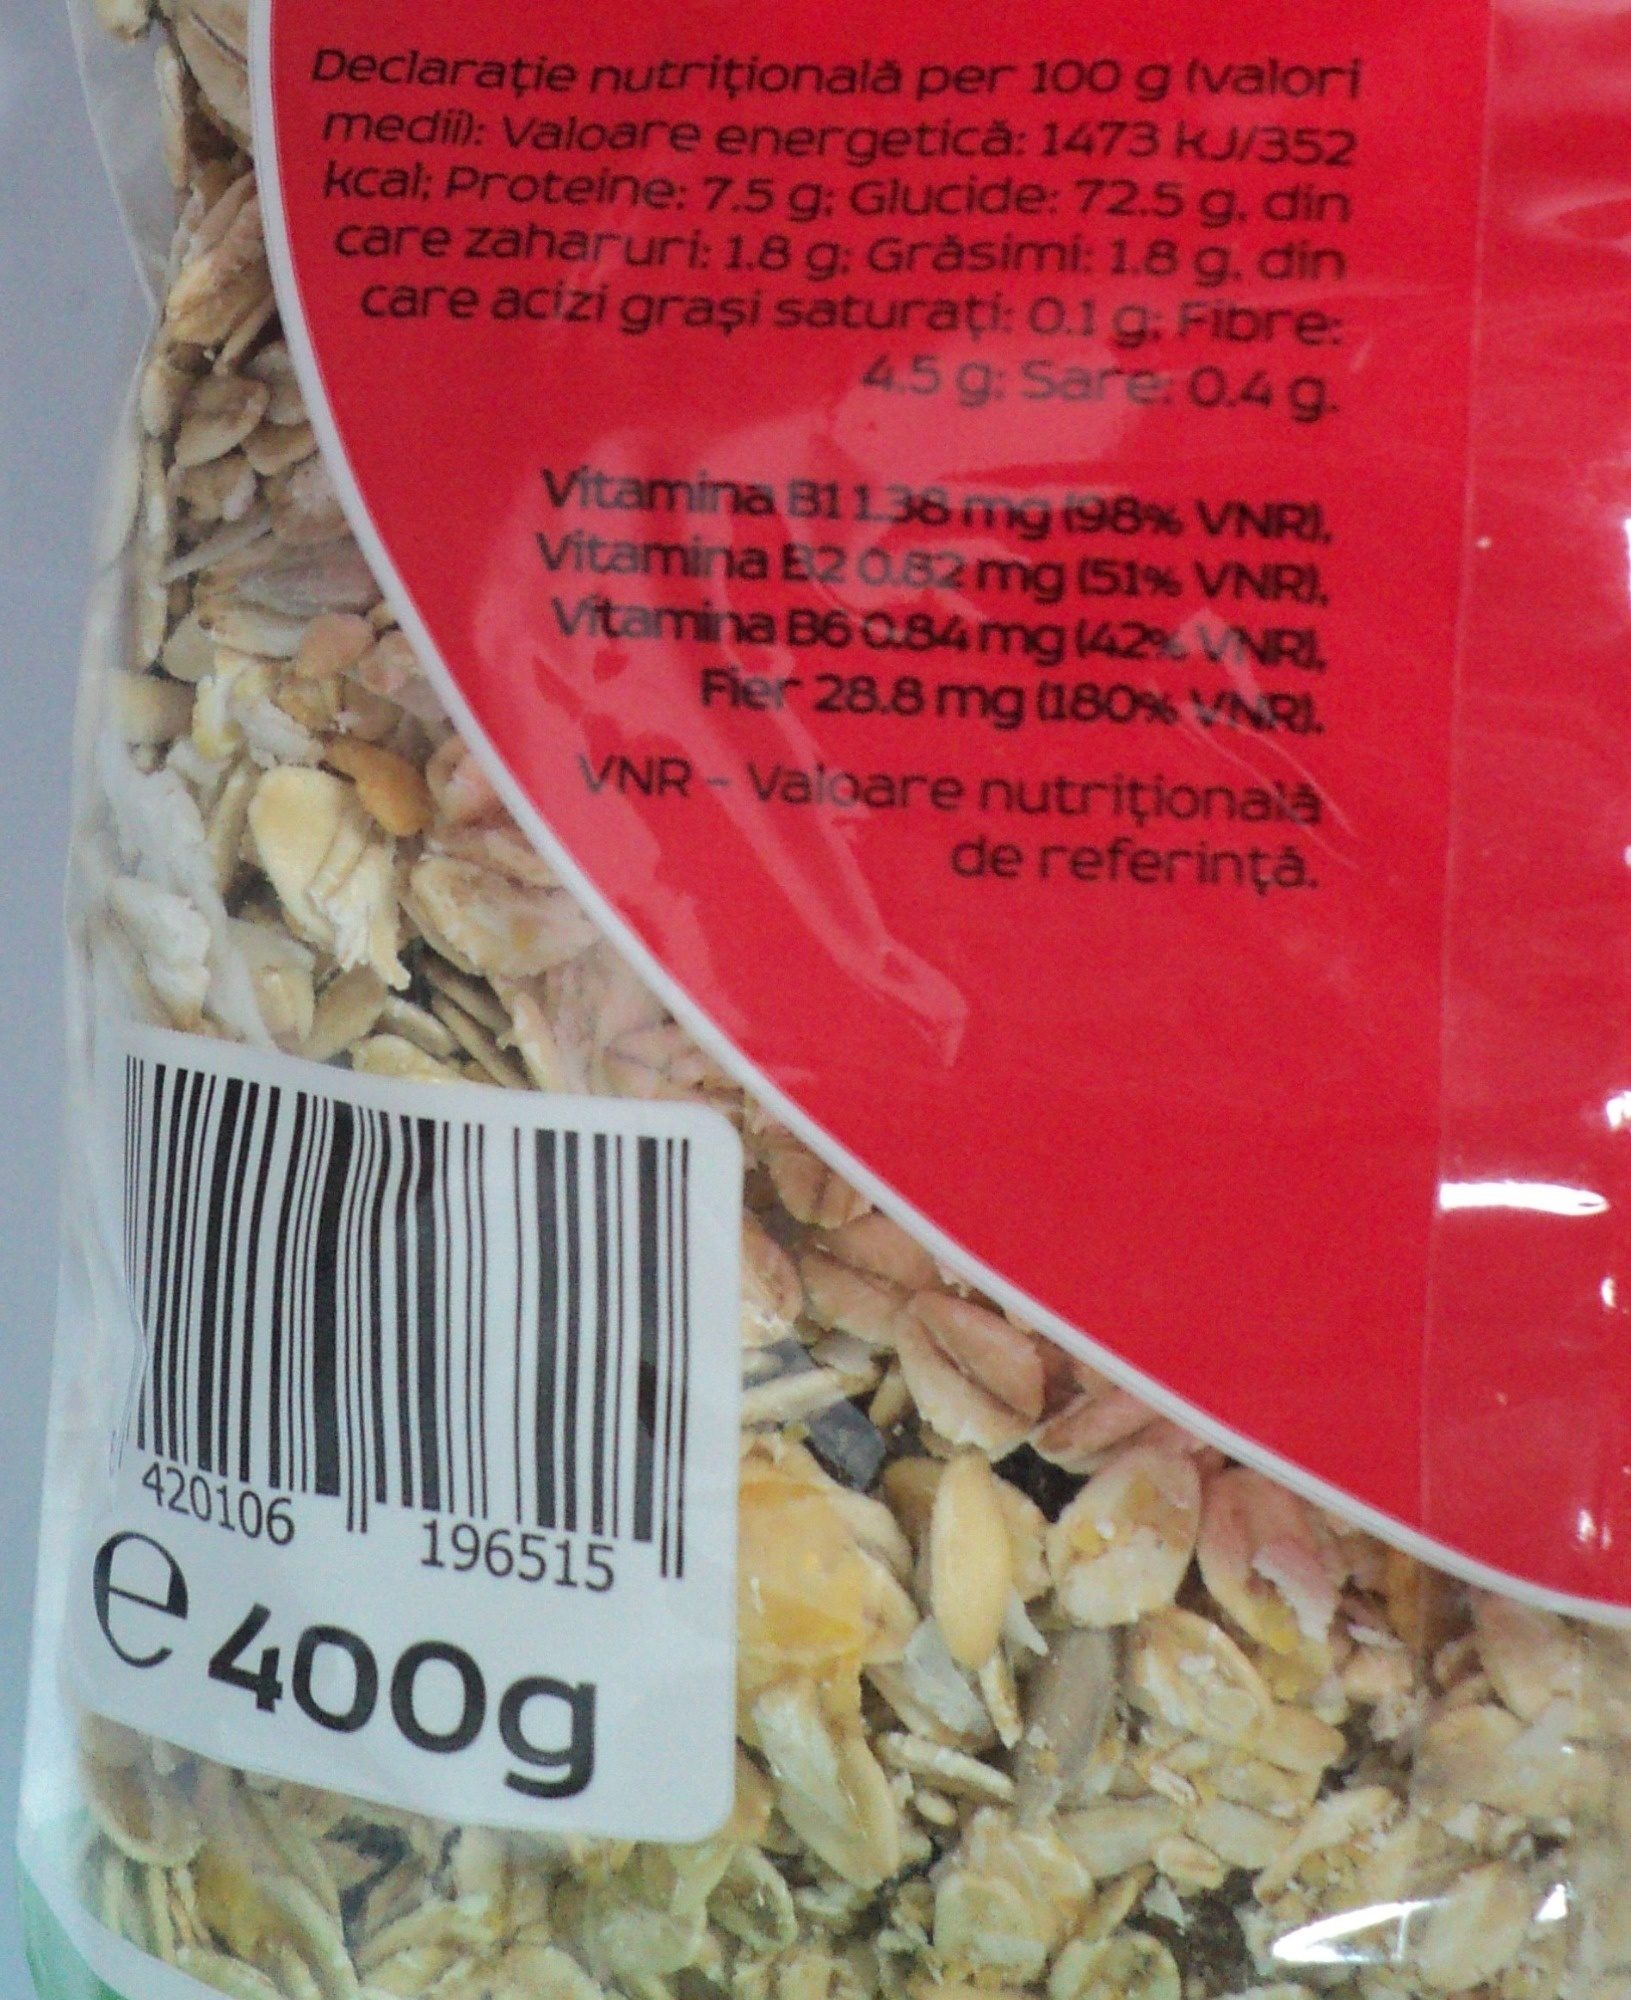 Declarație nutrițională per 100 g (valori
medii): Valoare energetică: 1473 kJ/352
kcal; Proteine: 7.5 g; Glucide: 72.5 g, din
care zaharuri: 1.8 g; Grăsimi: 1.8 g, din
care acizi grași saturați: 0.1 g; Fibre:
4.5 g; Sare: 0.4 g.
Vitamina B1 1.38 mg (98% VNR),
Vitamina B2 0.82 mg (51% VNR),
Vitamina B6 0.84 mg (42% VNR),
Fier 28.8 mg (180% VNR).
VNR - Valoare nutrițională
de referință.
420106 196515
e 400g